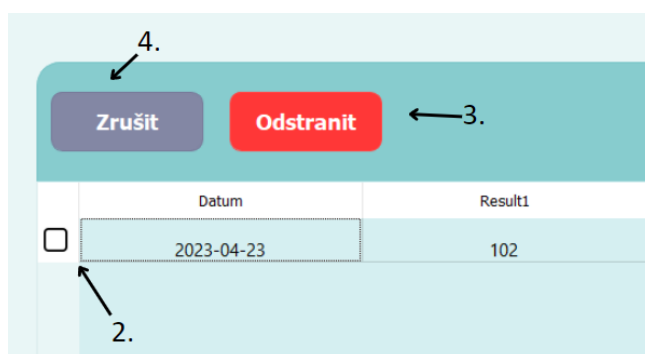 4.
Zrušit Odstranit 3.
Datum Result1
2023-04-23 102
2.